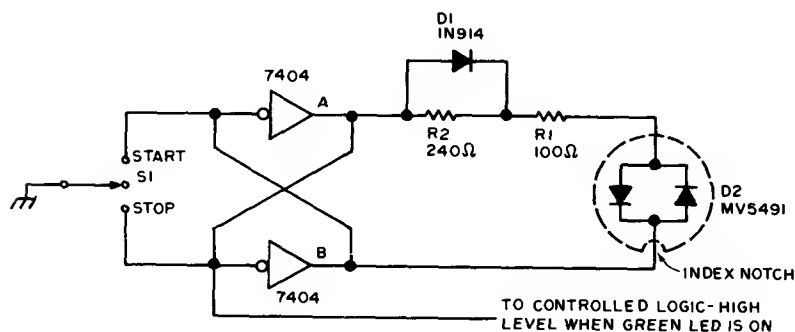 D1
1N914
7404
A
R2
240Ω
R1
100Ω
START
S1
STOP
D2
MV5491
B
7404
INDEX NOTCH
TO CONTROLLED LOGIC-HIGH
LEVEL WHEN GREEN LED IS ON